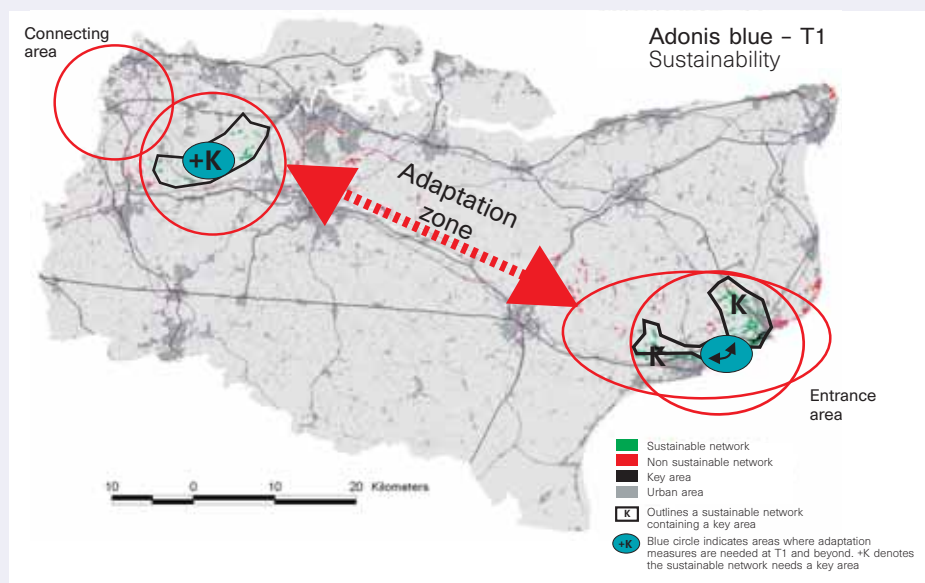 Connecting
area
Adonis blue – T1
Sustainability
+K
Adaptation
zone
K
K
Entrance
area
Sustainable network
Non sustainable network
Key area
Urban area
K Outlines a sustainable network
containing a key area
+K Blue circle indicates areas where adaptation
measures are needed at T1 and beyond. +K denotes
the sustainable network needs a key area
10 0 10 20 Kilometers